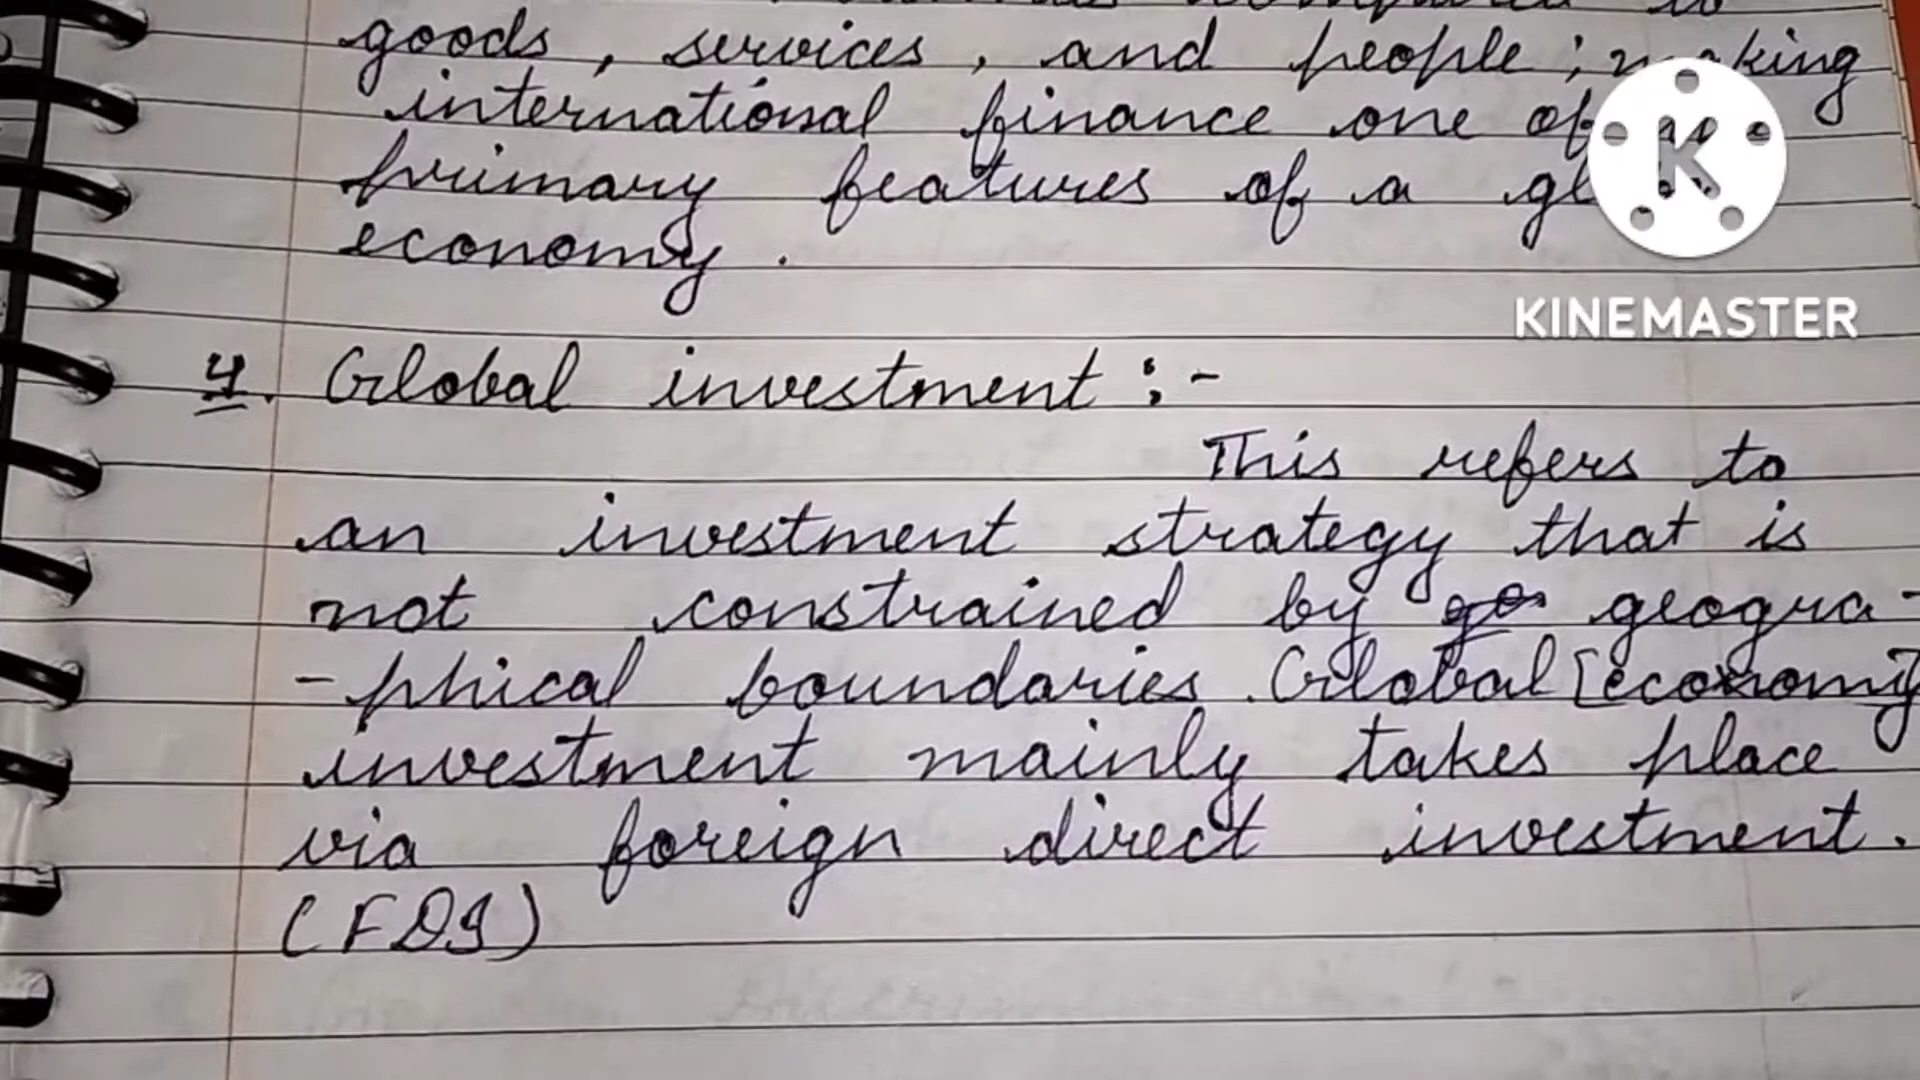 compared to
goods, services, and people; making
international finance one of
primary features of a gl
economy.
KINEMASTER
4. Global investment :-
This refers to
an investment strategy that is
not constrained by go geogra-
-phical boundaries. Global [economy]
investment mainly takes place
via foreign direct investment.
(FDI)